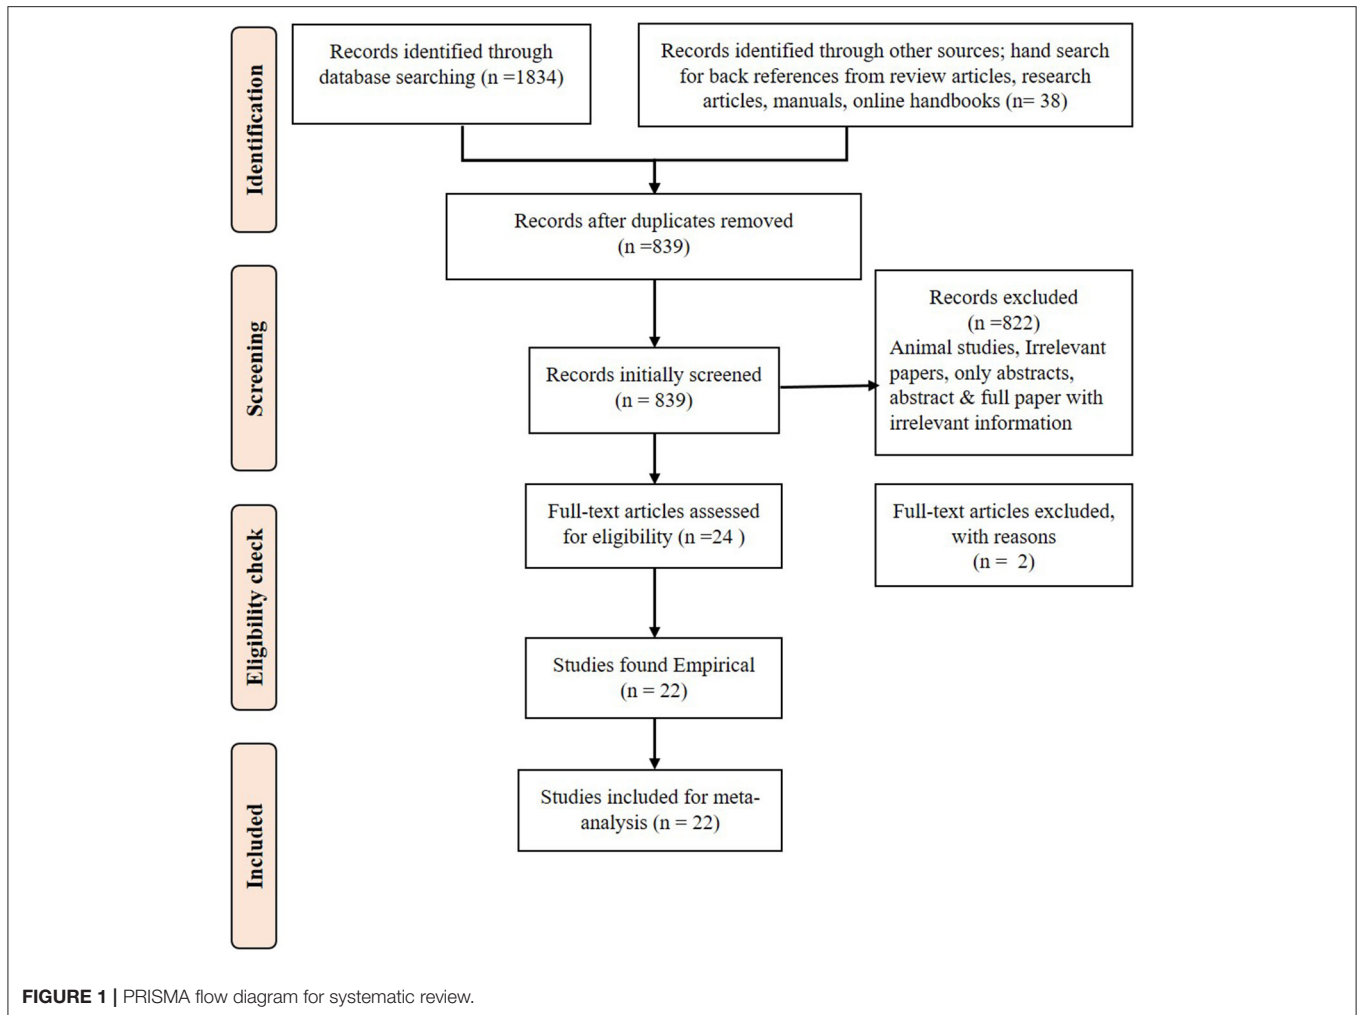 Identification
Records identified through
database searching (n =1834)
Records identified through other sources; hand search
for back references from review articles, research
articles, manuals, online handbooks (n= 38)
Records after duplicates removed
(n =839)
Screening
Records initially screened
(n = 839)
Records excluded
(n =822)
Animal studies, Irrelevant
papers, only abstracts,
abstract & full paper with
irrelevant information
Eligibility check
Full-text articles assessed
for eligibility (n =24 )
Full-text articles excluded,
with reasons
(n =  2)
Studies found Empirical
(n = 22)
Included
Studies included for meta-
analysis (n = 22)
FIGURE 1 | PRISMA flow diagram for systematic review.